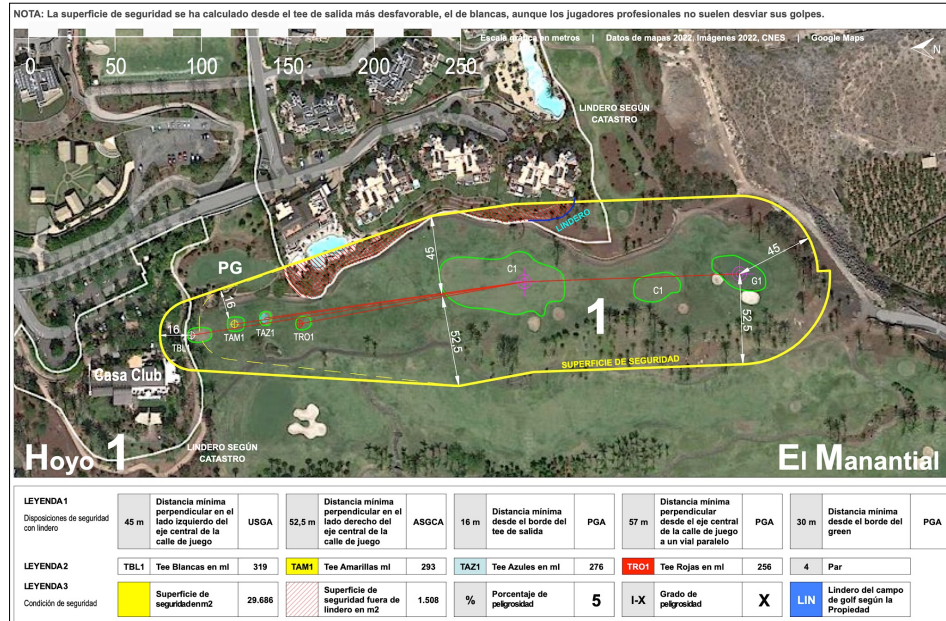 NOTA: La superficie de seguridad se ha calculado desde el tee de salida más desfavorable, el de blancas, aunque los jugadores profesionales no suelen desviar sus golpes.
Escala gráfica en metros | Datos de mapas 2022, Imágenes 2022, CNES, | Google Maps
0 50 100 150 200 250
N
LINDERO SEGÚN
CATASTRO
LINDERO
PG
45
45
C1
C1
G1
16
16
TBL1
TAM1
TAZ1
TRO1
1
52,5
52,5
SUPERFICIE DE SEGURIDAD
Casa Club
LINDERO SEGÚN
CATASTRO
Hoyo 1
El Manantial
LEYENDA1
Disposiciones de seguridad
con lindero
45 m
Distancia mínima
perpendicular en el
lado izquierdo del
eje central de la
calle de juego
USGA
52,5 m
Distancia mínima
perpendicular en el
lado derecho del
eje central de la
calle de juego
ASGCA
16 m
Distancia mínima
desde el borde del
tee de salida
PGA
57 m
Distancia mínima
perpendicular
desde el eje central
de la calle de juego
a un vial paralelo
PGA
30 m
Distancia mínima
desde el borde del
green
PGA
LEYENDA2
TBL1 Tee Blancas en ml 319
TAM1 Tee Amarillas en ml 293
TAZ1 Tee Azules en ml 276
TRO1 Tee Rojas en ml 256
4 Par
LEYENDA3
Condición de seguridad
Superficie de
seguridadenm2
29.686
Superficie de
seguridad fuera de
lindero en m2
1.508
%
Porcentaje de
peligrosidad
5
I-X
Grado de
peligrosidad
X
LIN
Lindero del campo
de golf según la
Propiedad